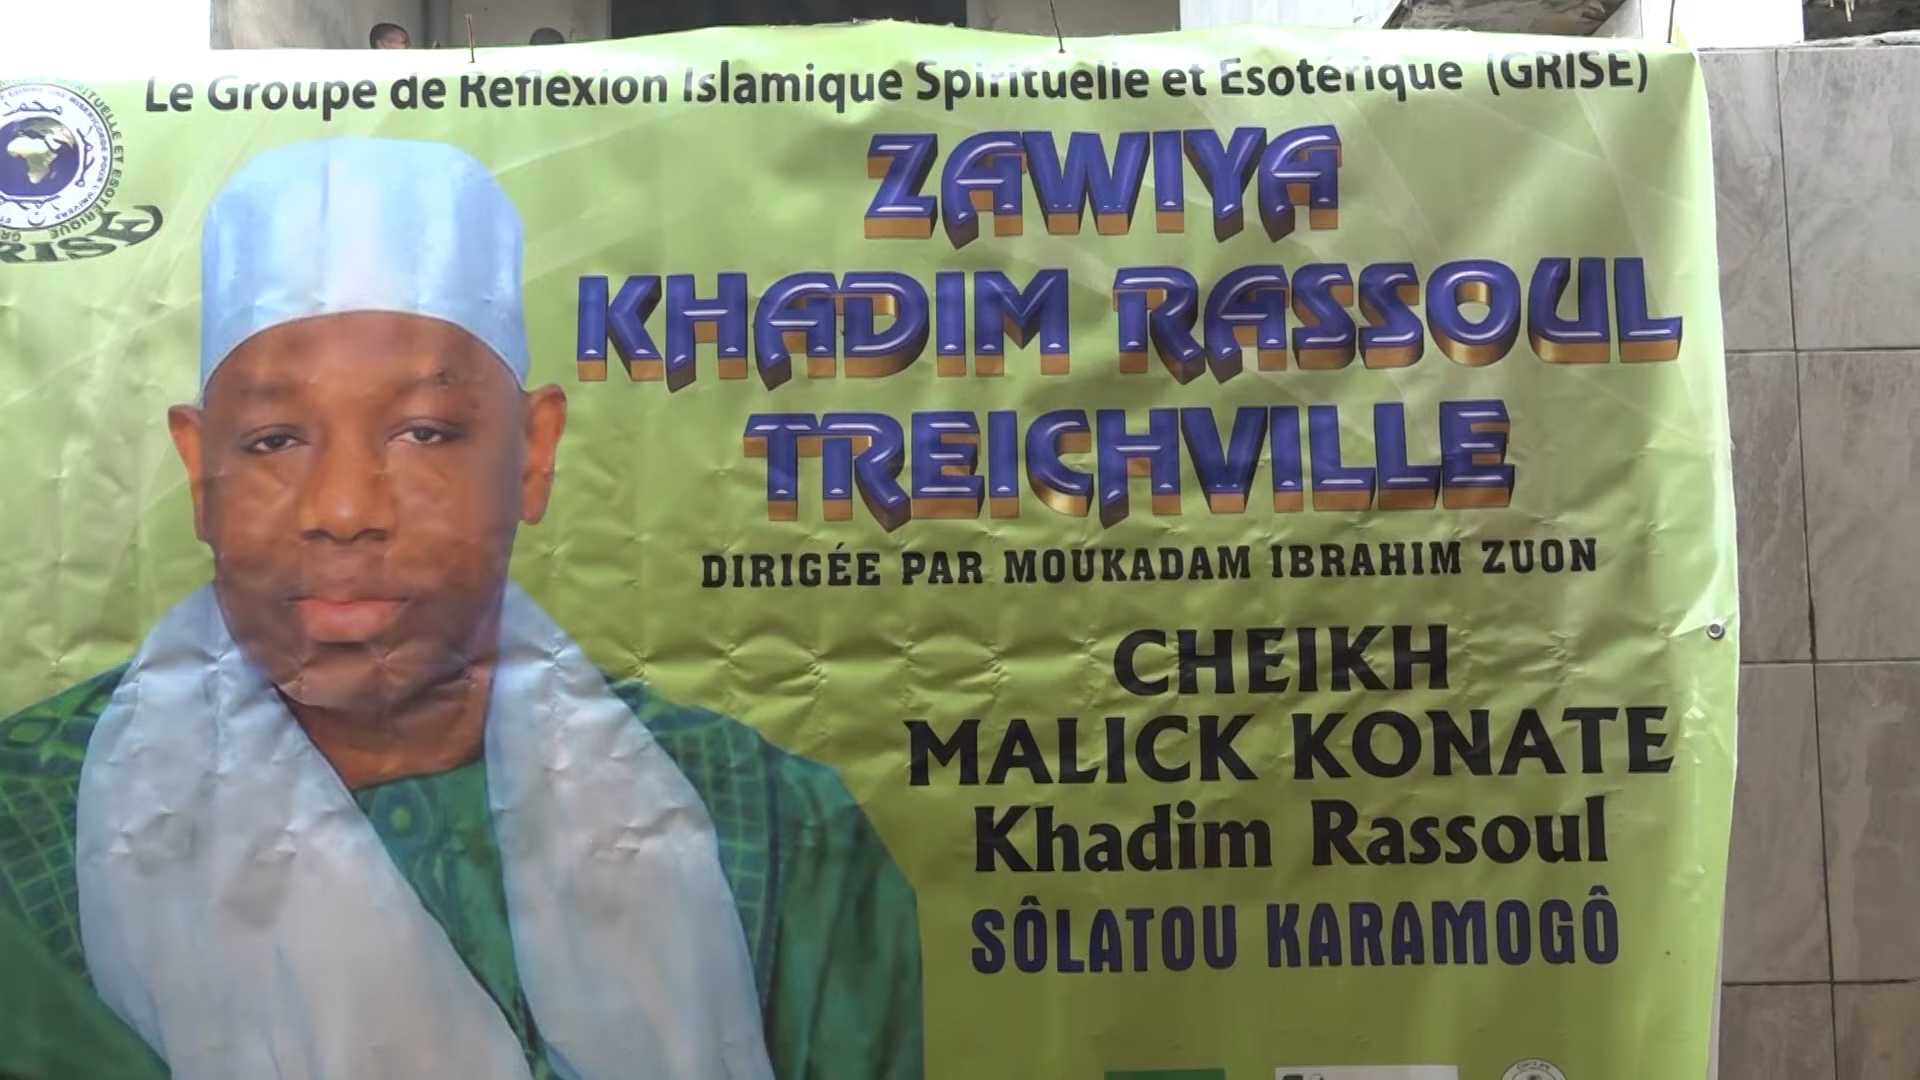 Le Groupe de Réflexion Islamique Spirituelle et Esotérique (GRISE)
ZAWIYA
KHADIM RASSOUL
TREICHVILLE
DIRIGÉE PAR MOUKADAM IBRAHIM ZUON
CHEIKH
MALICK KONATE
Khadim Rassoul
SÔLATOU KARAMOGÔ